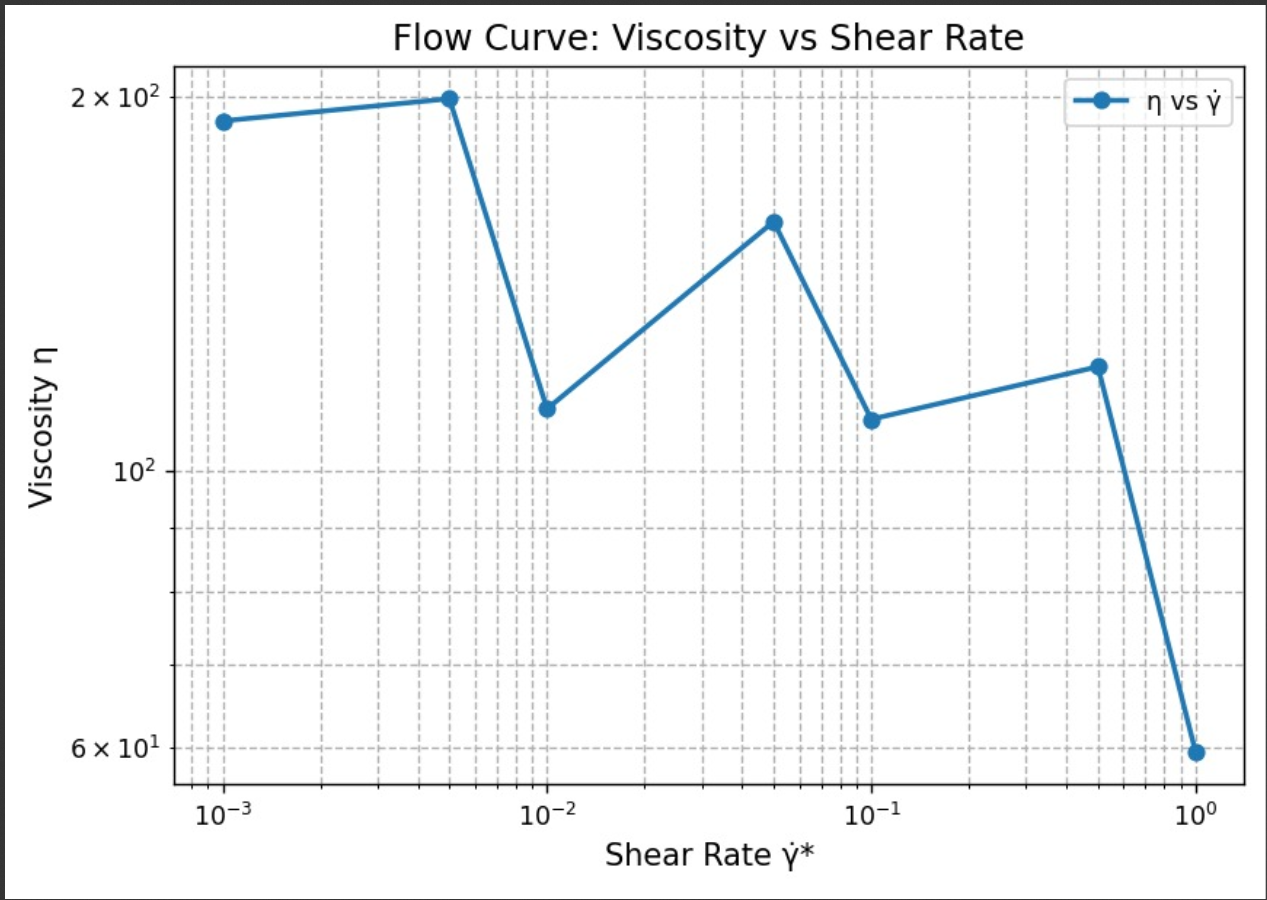 Flow Curve: Viscosity vs Shear Rate
η vs γ̇
Viscosity η
2 × 10²
10²
6 × 10¹
10⁻³ 10⁻² 10⁻¹ 10⁰
Shear Rate γ̇*